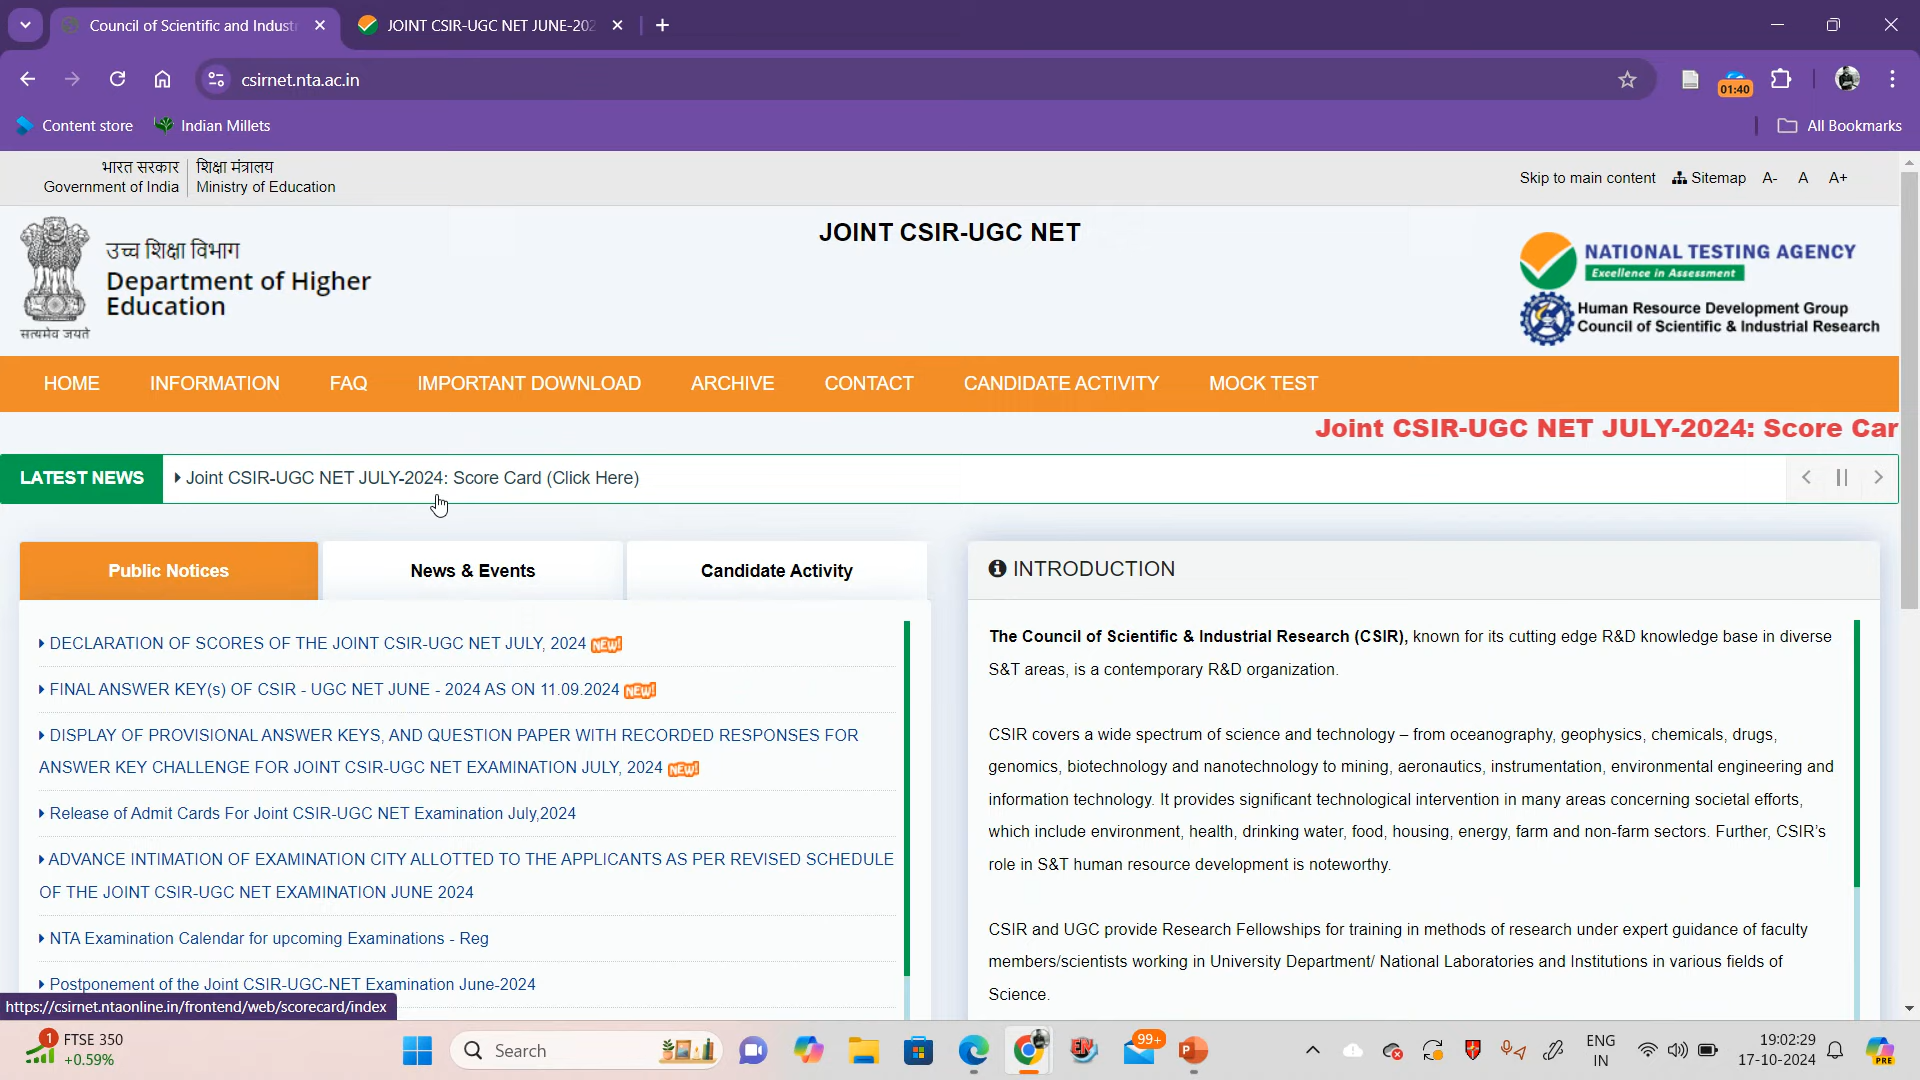 Council of Scientific and Indust
JOINT CSIR-UGC NET JUNE-202
csirnet.nta.ac.in
01:40
Content store
Indian Millets
All Bookmarks
भारत सरकार
शिक्षा मंत्रालय
Government of India
Ministry of Education
Skip to main content
Sitemap
A-
A
A+
उच्च शिक्षा विभाग
Department of Higher
Education
सत्यमेव जयते
JOINT CSIR-UGC NET
NATIONAL TESTING AGENCY
Excellence in Assessment
Human Resource Development Group
Council of Scientific & Industrial Research
HOME
INFORMATION
FAQ
IMPORTANT DOWNLOAD
ARCHIVE
CONTACT
CANDIDATE ACTIVITY
MOCK TEST
Joint CSIR-UGC NET JULY-2024: Score Car
LATEST NEWS
Joint CSIR-UGC NET JULY-2024: Score Card (Click Here)
Public Notices
News & Events
Candidate Activity
DECLARATION OF SCORES OF THE JOINT CSIR-UGC NET JULY, 2024 NEW!
FINAL ANSWER KEY(s) OF CSIR - UGC NET JUNE - 2024 AS ON 11.09.2024 NEW!
DISPLAY OF PROVISIONAL ANSWER KEYS, AND QUESTION PAPER WITH RECORDED RESPONSES FOR
ANSWER KEY CHALLENGE FOR JOINT CSIR-UGC NET EXAMINATION JULY, 2024 NEW!
Release of Admit Cards For Joint CSIR-UGC NET Examination July,2024
ADVANCE INTIMATION OF EXAMINATION CITY ALLOTTED TO THE APPLICANTS AS PER REVISED SCHEDULE
OF THE JOINT CSIR-UGC NET EXAMINATION JUNE 2024
NTA Examination Calendar for upcoming Examinations - Reg
Postponement of the Joint CSIR-UGC-NET Examination June-2024
INTRODUCTION
The Council of Scientific & Industrial Research (CSIR), known for its cutting edge R&D knowledge base in diverse
S&T areas, is a contemporary R&D organization.
CSIR covers a wide spectrum of science and technology – from oceanography, geophysics, chemicals, drugs,
genomics, biotechnology and nanotechnology to mining, aeronautics, instrumentation, environmental engineering and
information technology. It provides significant technological intervention in many areas concerning societal efforts,
which include environment, health, drinking water, food, housing, energy, farm and non-farm sectors. Further, CSIR's
role in S&T human resource development is noteworthy.
CSIR and UGC provide Research Fellowships for training in methods of research under expert guidance of faculty
members/scientists working in University Department/ National Laboratories and Institutions in various fields of
Science.
https://csirnet.ntaonline.in/frontend/web/scorecard/index
1
FTSE 350
+0.59%
Search
EN
99+
P
ENG
IN
19:02:29
17-10-2024
PRE